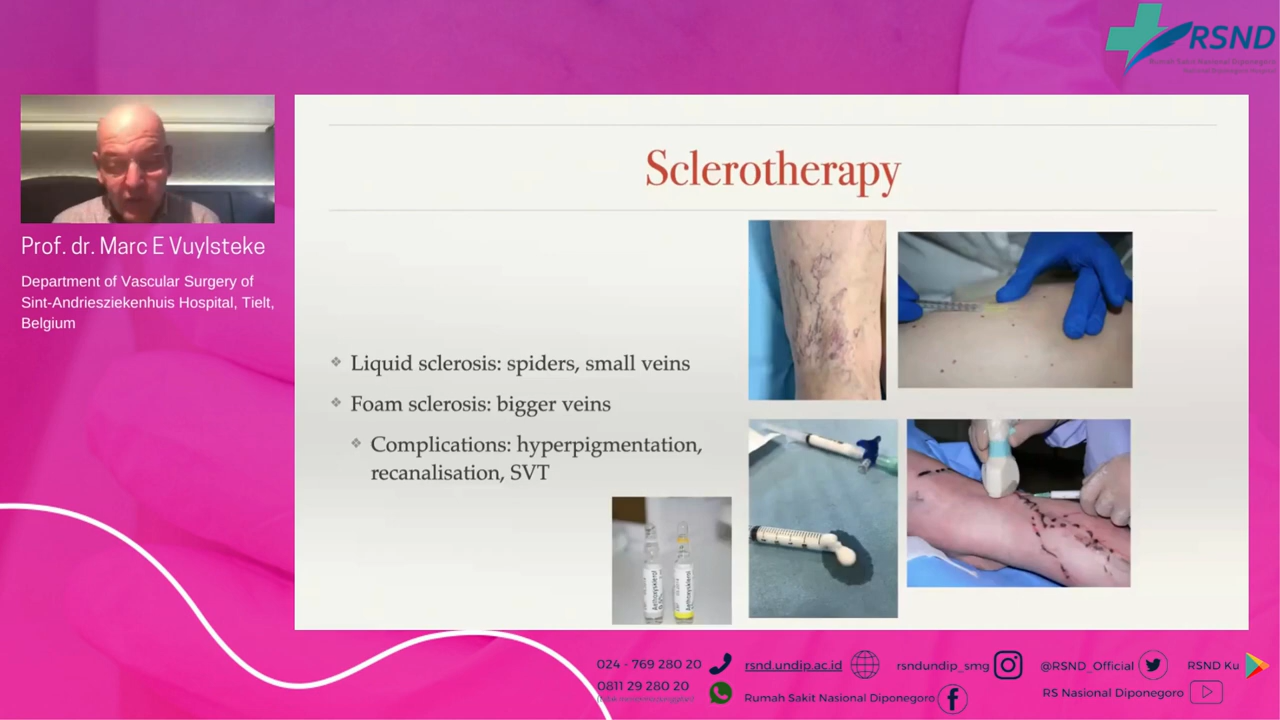 RSND
Rumah Sakit Nasional Diponegoro
Prof. dr. Marc E Vuylsteke
Department of Vascular Surgery of
Sint-Andriesziekenhuis Hospital, Tielt,
Belgium
Sclerotherapy
Liquid sclerosis: spiders, small veins
Foam sclerosis: bigger veins
Complications: hyperpigmentation,
recanalisation, SVT
Aethoxysklerol
024 - 769 280 20
rsnd.undip.ac.id
rsndundip_smg
@RSND_Official
RSND Ku
0811 29 280 20
Rumah Sakit Nasional Diponegoro
RS Nasional Diponegoro